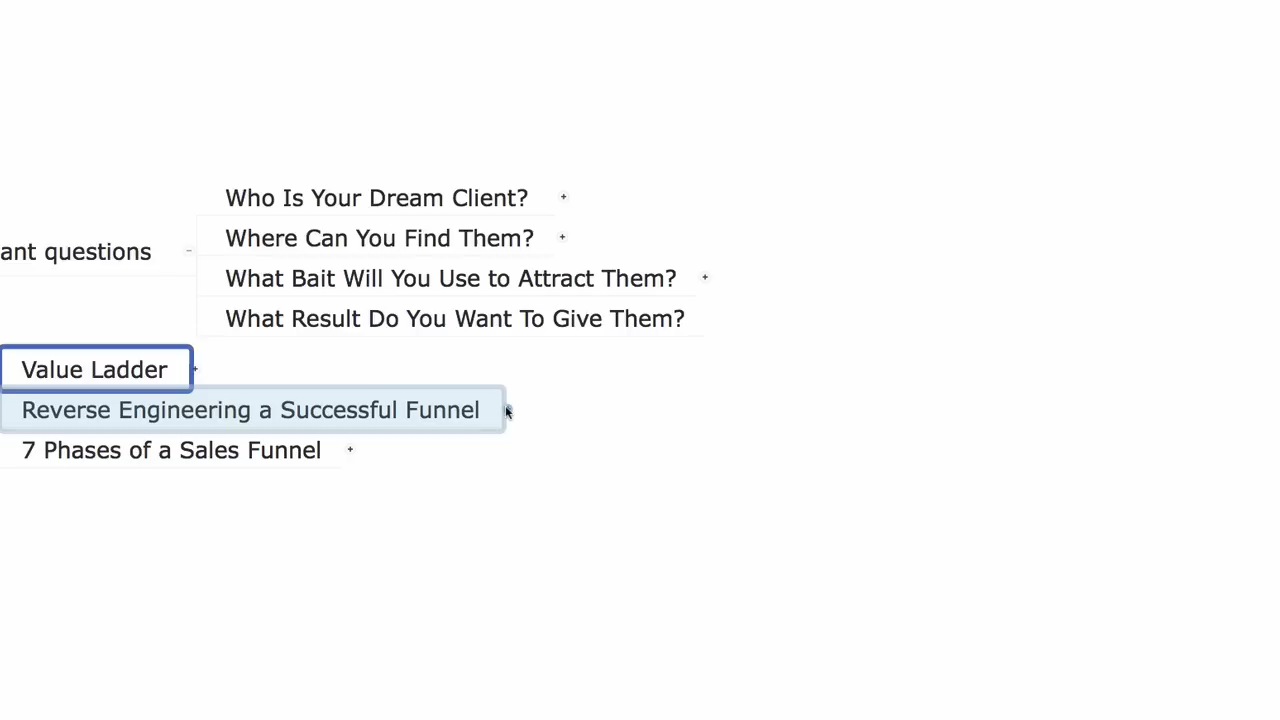 Who Is Your Dream Client?
Where Can You Find Them?
ant questions
What Bait Will You Use to Attract Them?
What Result Do You Want To Give Them?
Value Ladder
Reverse Engineering a Successful Funnel
7 Phases of a Sales Funnel